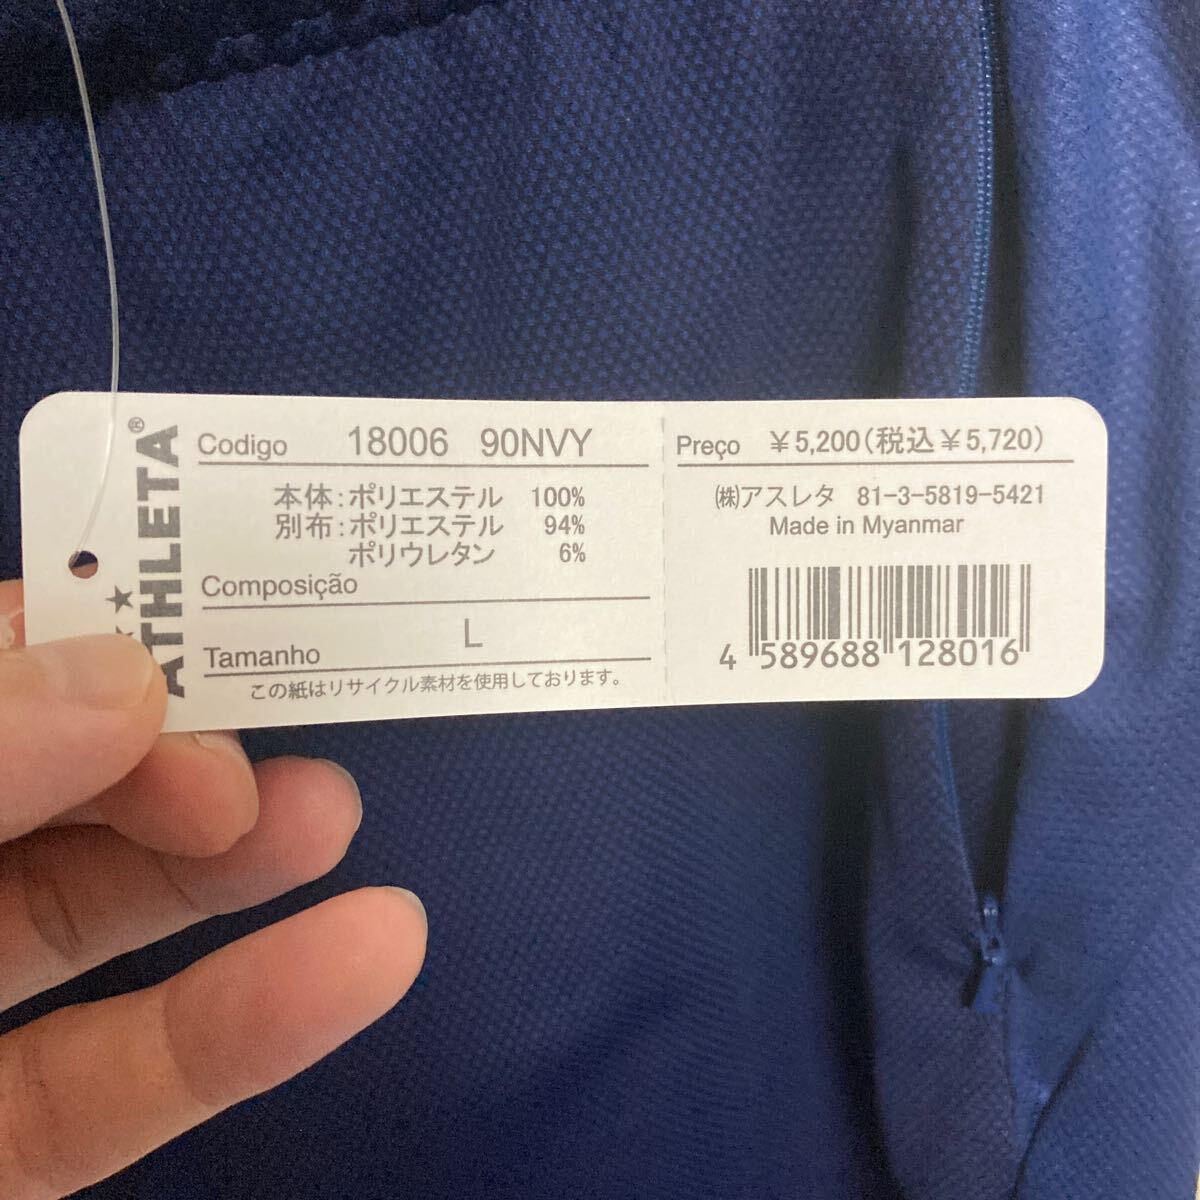 ATHLETA®
Codigo 18006 90NVY
本体:ポリエステル 100%
別布:ポリエステル 94%
ポリウレタン 6%
Composição
Tamanho L
この紙はリサイクル素材を使用しております。
Preço ¥5,200(税込¥5,720)
㈱アスレタ 81-3-5819-5421
Made in Myanmar
4 589688 128016